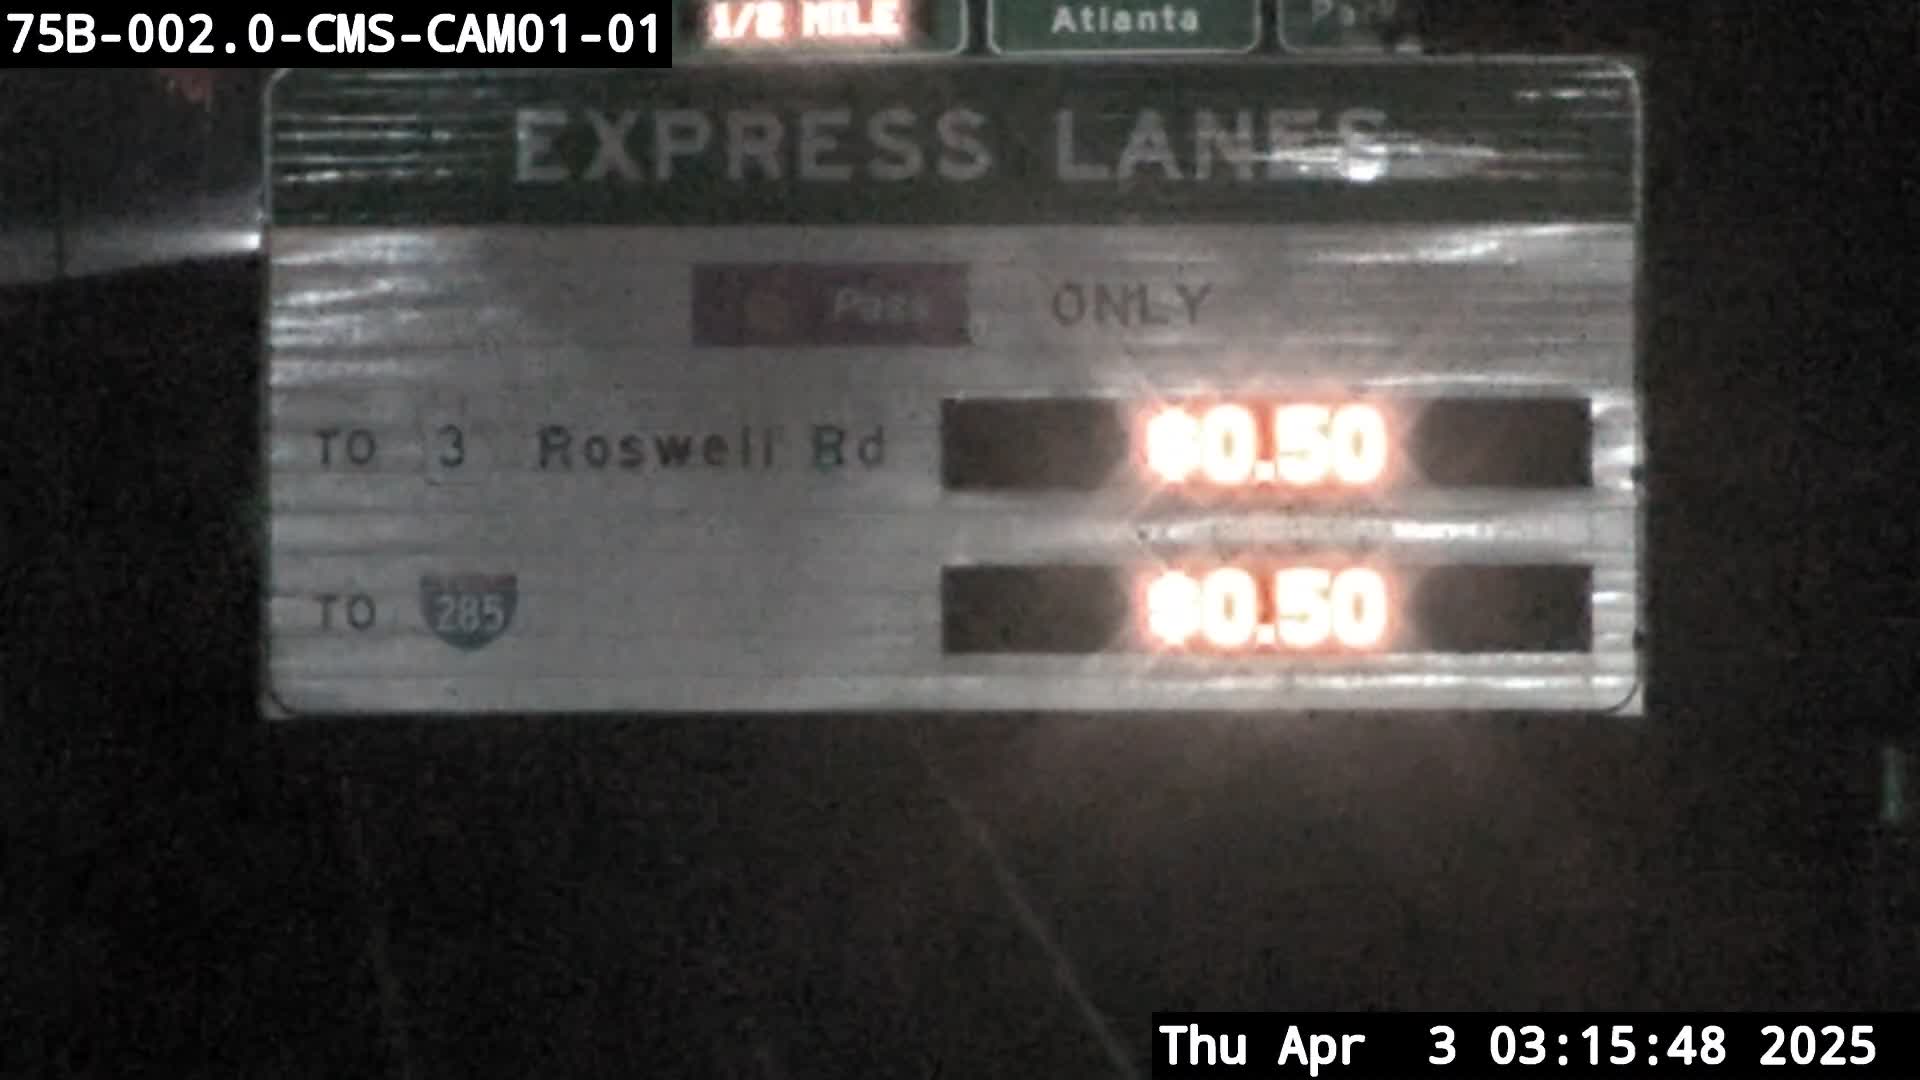 75B-002.0-CMS-CAM01-01
1/2 MILE
Atlanta
Park
EXPRESS LANES
Pass ONLY
TO 3 Roswell Rd $0.50
TO 285 $0.50
Thu Apr 3 03:15:48 2025